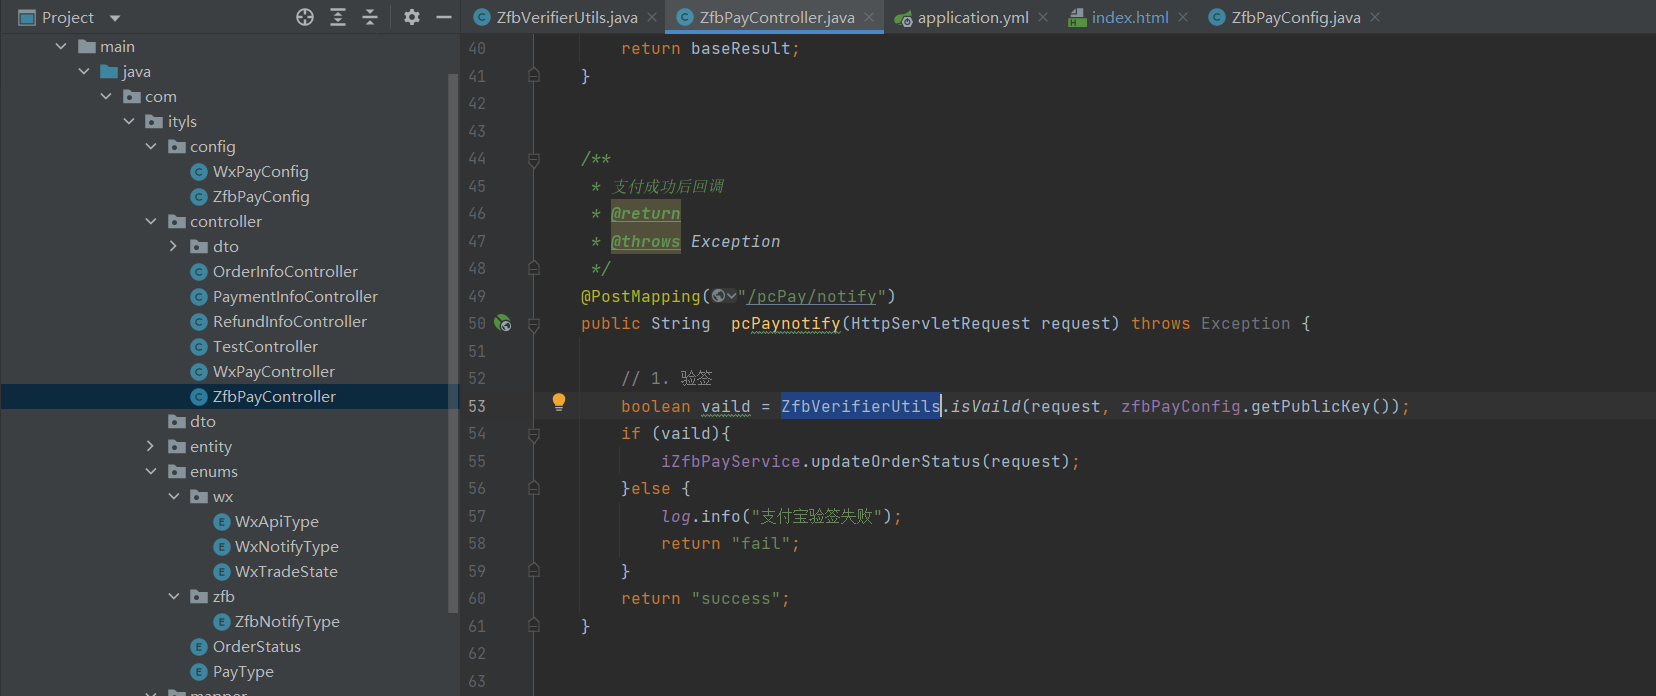 Project
ZfbVerifierUtils.java
ZfbPayController.java
application.yml
index.html
ZfbPayConfig.java
main
java
com
ityls
config
WxPayConfig
ZfbPayConfig
controller
dto
OrderInfoController
PaymentInfoController
RefundInfoController
TestController
WxPayController
ZfbPayController
dto
entity
enums
wx
WxApiType
WxNotifyType
WxTradeState
zfb
ZfbNotifyType
OrderStatus
PayType
mapper
40 return baseResult;
41 }
42
43
44 /**
45 * 支付成功后回调
46 * @return
47 * @throws Exception
48 */
49 @PostMapping("/pcPay/notify")
50 public String pcPaynotify(HttpServletRequest request) throws Exception {
51
52 // 1. 验签
53 boolean vaild = ZfbVerifierUtils.isVaild(request, zfbPayConfig.getPublicKey());
54 if (vaild){
55 iZfbPayService.updateOrderStatus(request);
56 }else {
57 log.info("支付宝验签失败");
58 return "fail";
59 }
60 return "success";
61 }
62
63